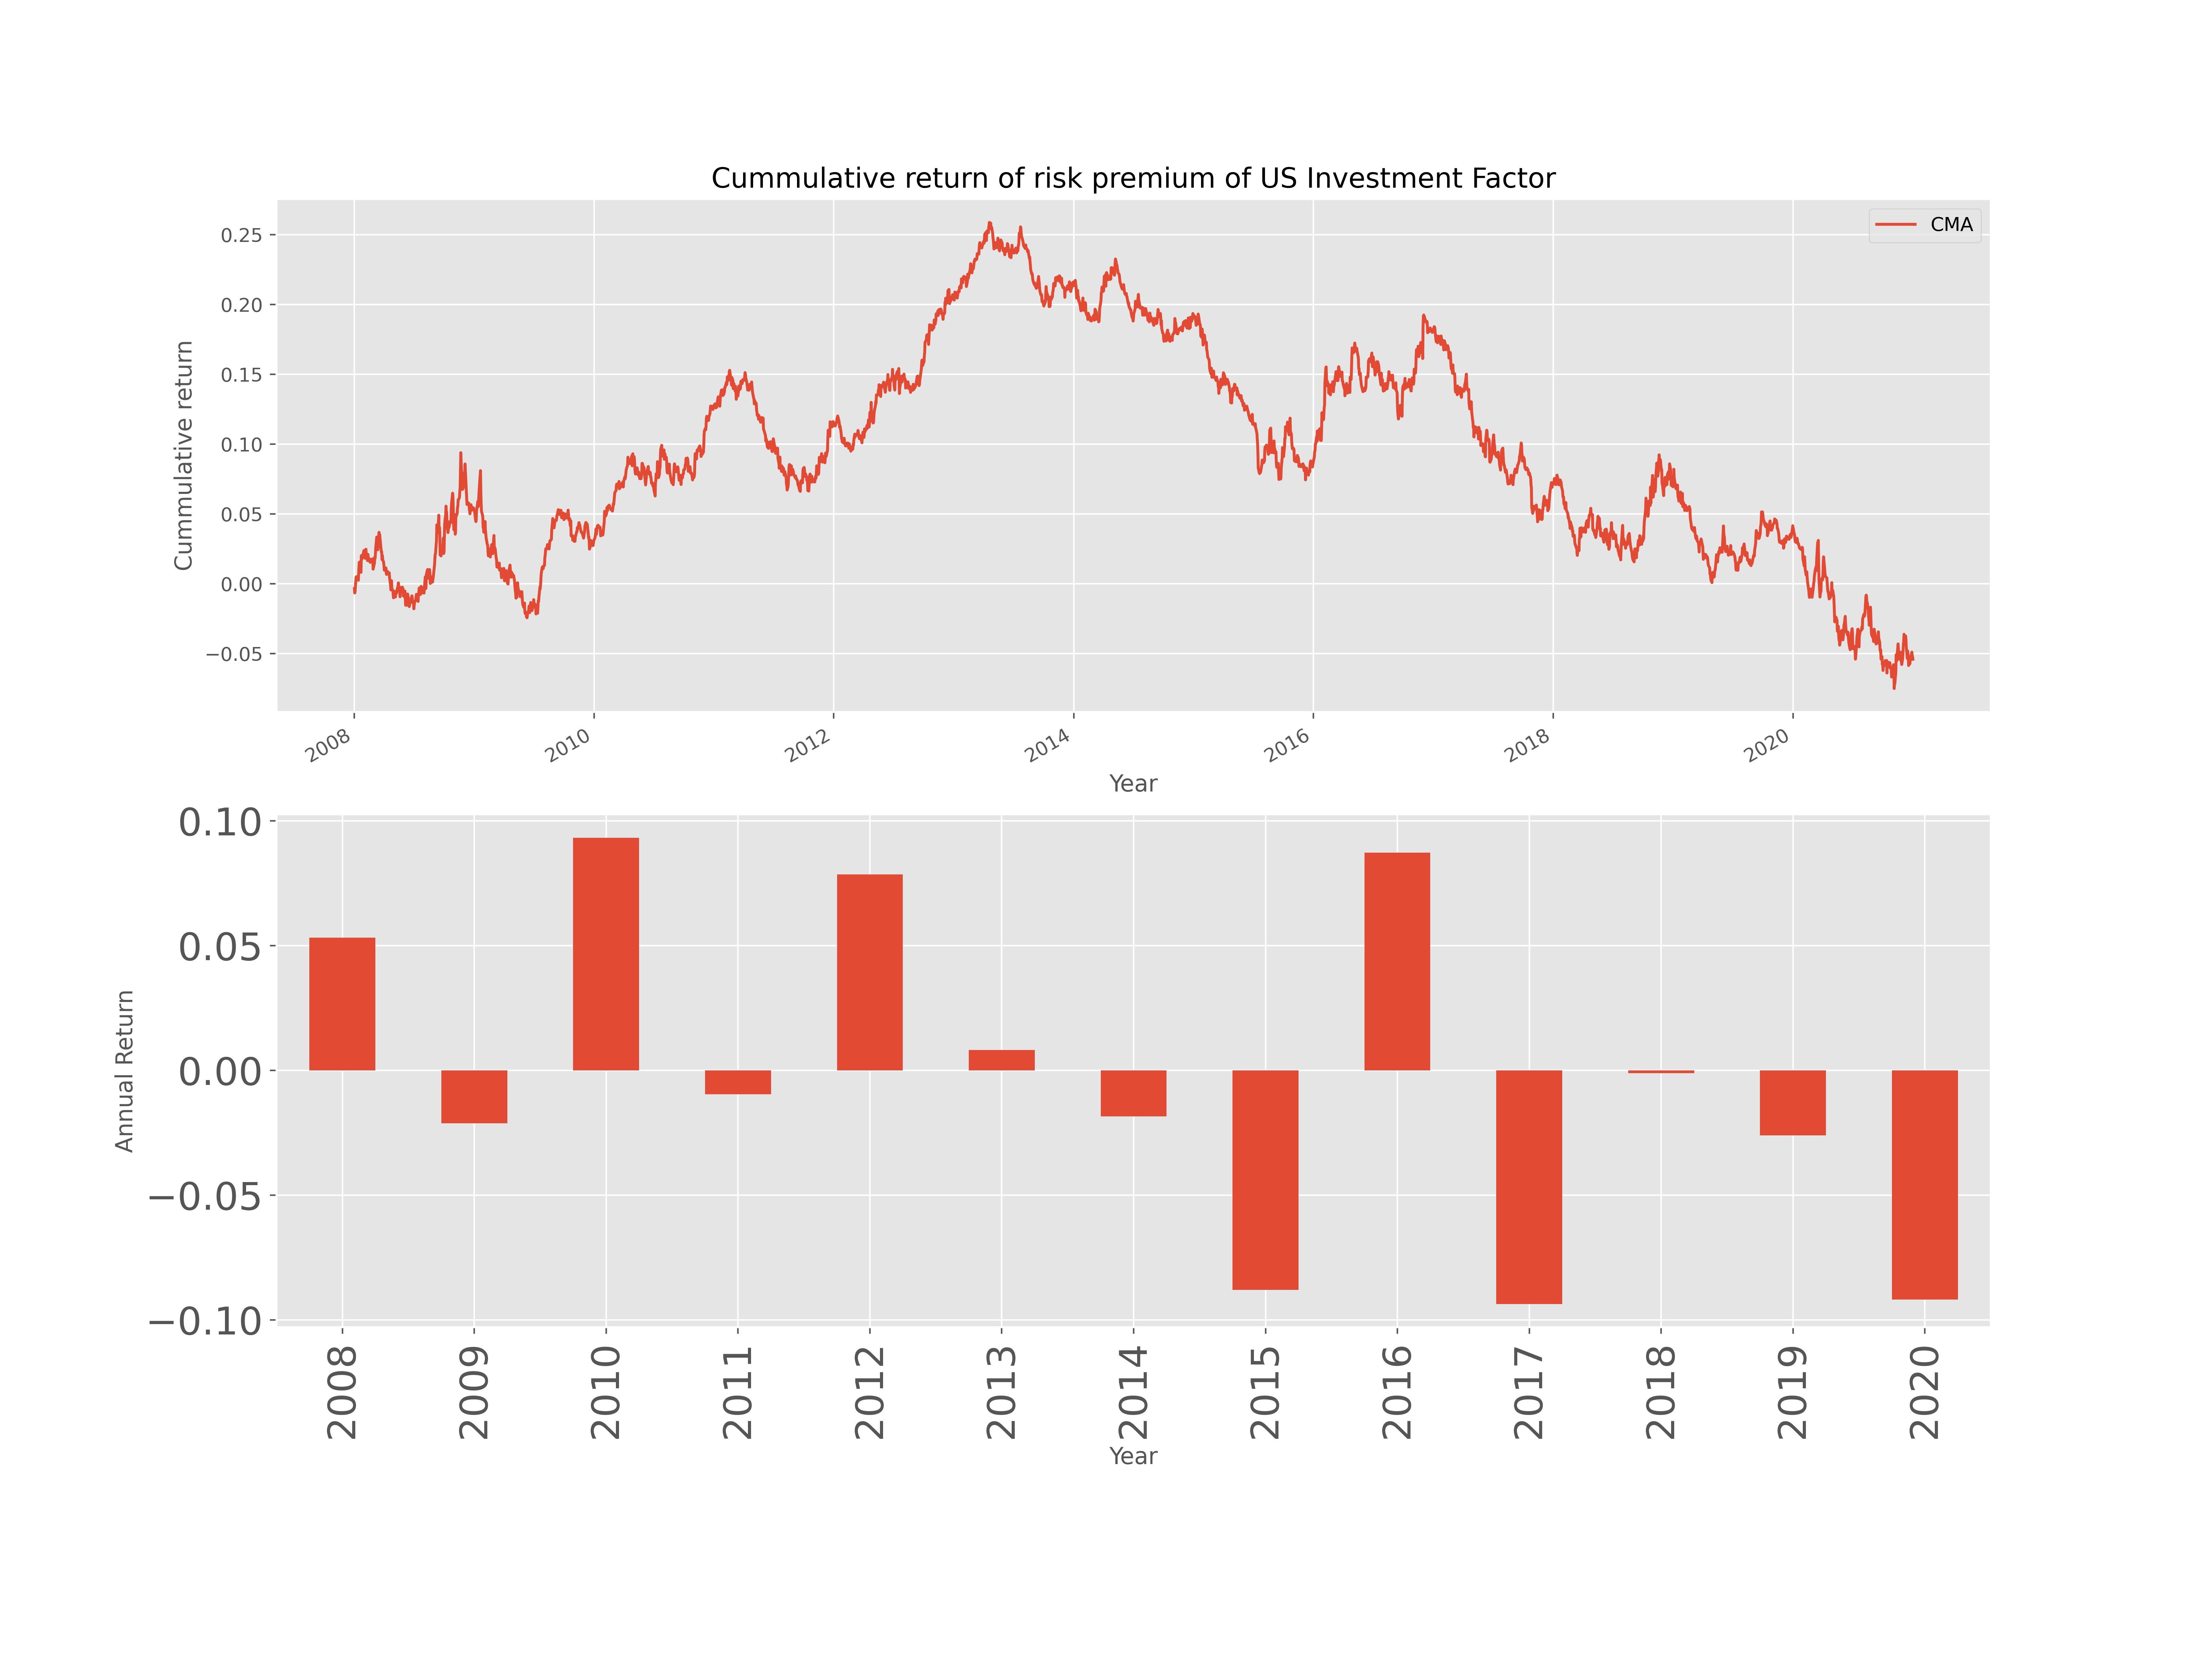 Cummulative return of risk premium of US Investment Factor
CMA
Cummulative return
0.25
0.20
0.15
0.10
0.05
0.00
−0.05
2008 2010 2012 2014 2016 2018 2020
Year
Annual Return
0.10
0.05
0.00
−0.05
−0.10
2008 2009 2010 2011 2012 2013 2014 2015 2016 2017 2018 2019 2020
Year